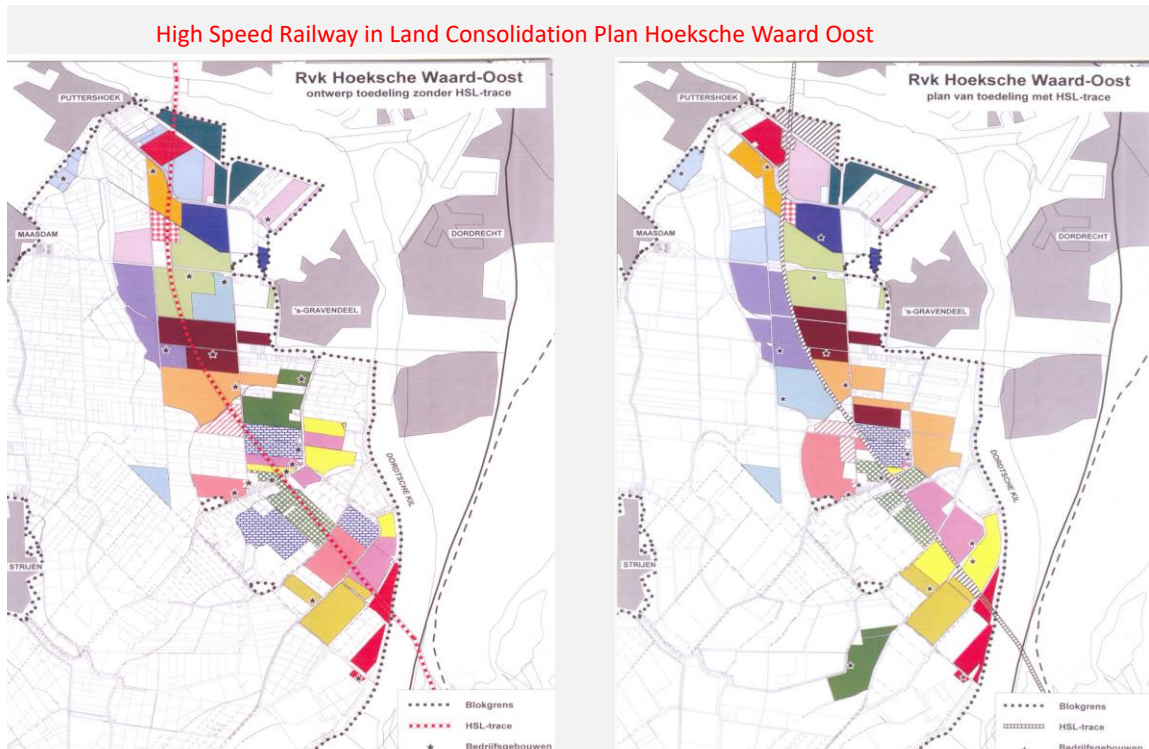 High Speed Railway in Land Consolidation Plan Hoeksche Waard Oost
Rvk Hoeksche Waard-Oost
ontwerp toedeling zonder HSL-trace
PUTTERSHOEK
MAASDAM
DORDRECHT
's-GRAVENDEEL
DORDTSCHE KIL
STRIJEN
Blokgrens
HSL-trace
Bedrijfsgebouwen
Rvk Hoeksche Waard-Oost
plan van toedeling met HSL-trace
PUTTERSHOEK
MAASDAM
DORDRECHT
's-GRAVENDEEL
DORDTSCHE KIL
STRIJEN
Blokgrens
HSL-trace
Bedrijfsgebouwen